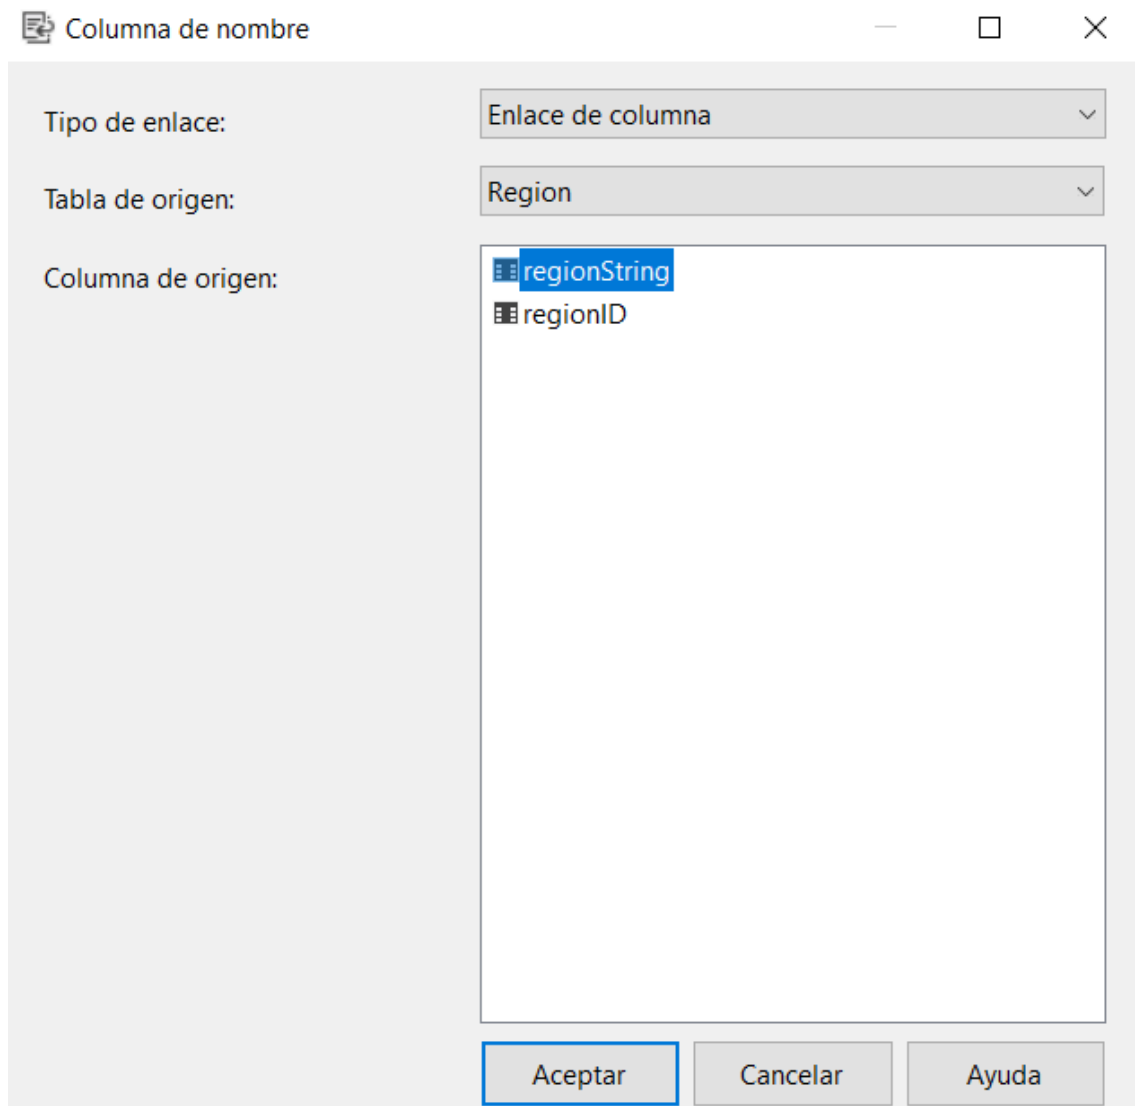 Columna de nombre
Tipo de enlace:
Enlace de columna
Tabla de origen:
Region
Columna de origen:
regionString
regionID
Aceptar
Cancelar
Ayuda